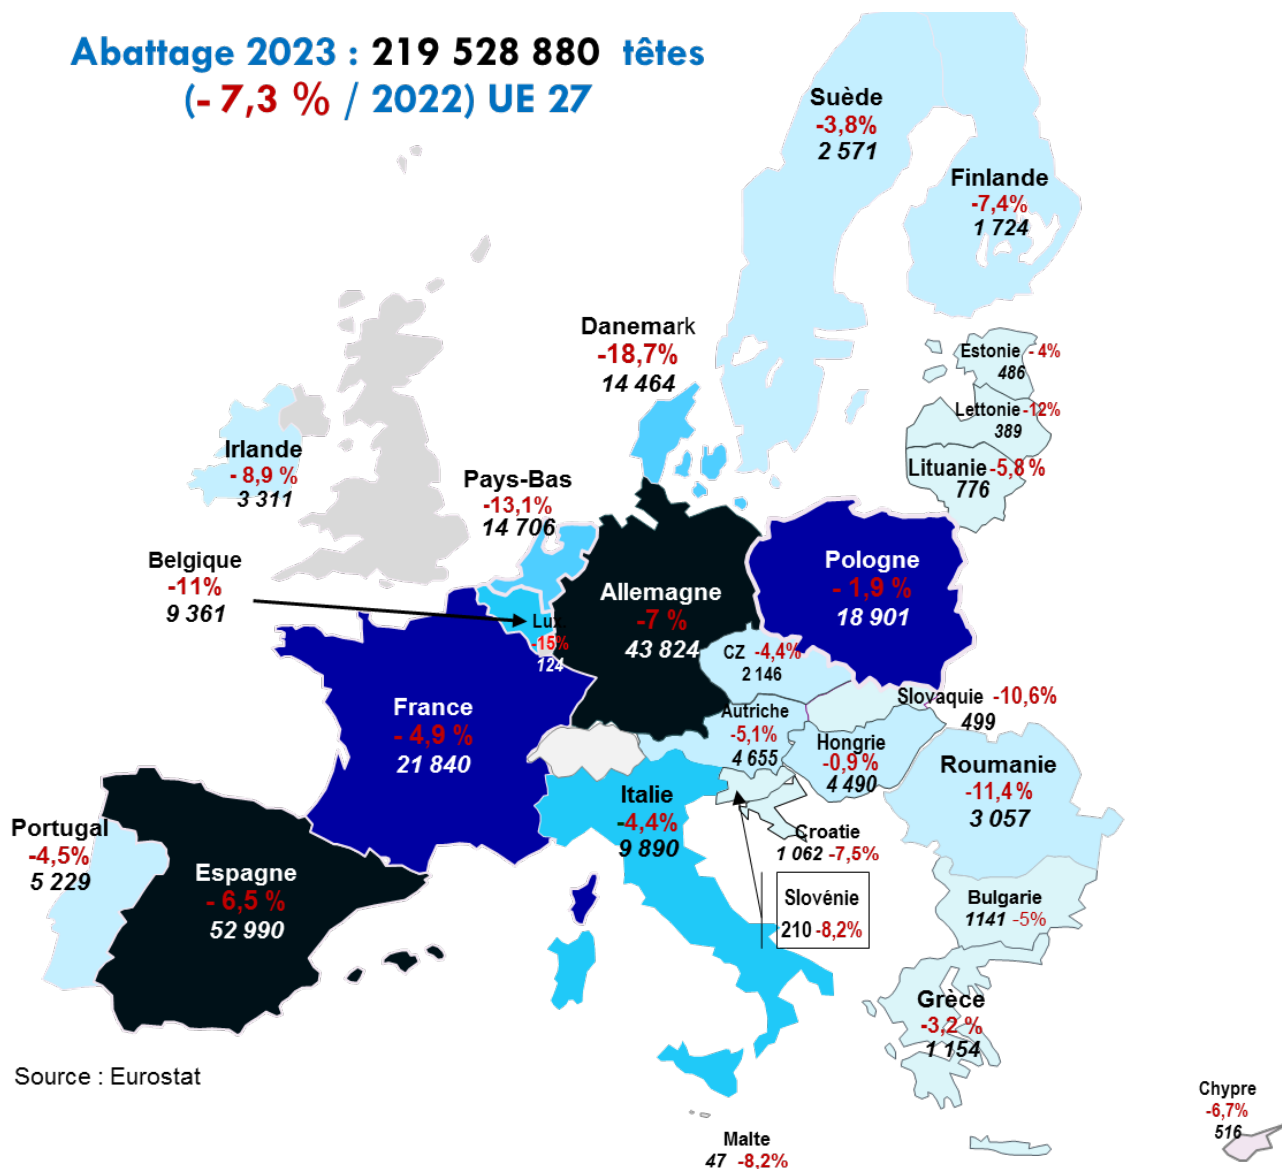 Abattage 2023 : 219 528 880 têtes
(- 7,3 % / 2022) UE 27
Suède
-3,8%
2 571
Finlande
-7,4%
1 724
Danemark
-18,7%
14 464
Estonie - 4%
486
Lettonie -12%
389
Lituanie -5,8 %
776
Irlande
- 8,9 %
3 311
Pays-Bas
-13,1%
14 706
Belgique
-11%
9 361
Lux.
-15%
124
Allemagne
-7 %
43 824
Pologne
- 1,9 %
18 901
CZ -4,4%
2 146
Slovaquie -10,6%
499
France
- 4,9 %
21 840
Autriche
-5,1%
4 655
Hongrie
-0,9 %
4 490
Roumanie
-11,4 %
3 057
Italie
-4,4%
9 890
Portugal
-4,5%
5 229
Espagne
- 6,5 %
52 990
Croatie
1 062 -7,5%
Slovénie
210 -8,2%
Bulgarie
1141 -5%
Grèce
-3,2 %
1 154
Source : Eurostat
Chypre
-6,7%
516
Malte
47 -8,2%